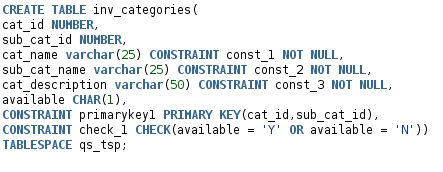 CREATE TABLE inv_categories(
cat_id NUMBER,
sub_cat_id NUMBER,
cat_name varchar(25) CONSTRAINT const_1 NOT NULL,
sub_cat_name varchar(25) CONSTRAINT const_2 NOT NULL,
cat_description varchar(50) CONSTRAINT const_3 NOT NULL,
available CHAR(1),
CONSTRAINT primarykey1 PRIMARY KEY(cat_id,sub_cat_id),
CONSTRAINT check_1 CHECK(available = 'Y' OR available = 'N'))
TABLESPACE qs_tsp;